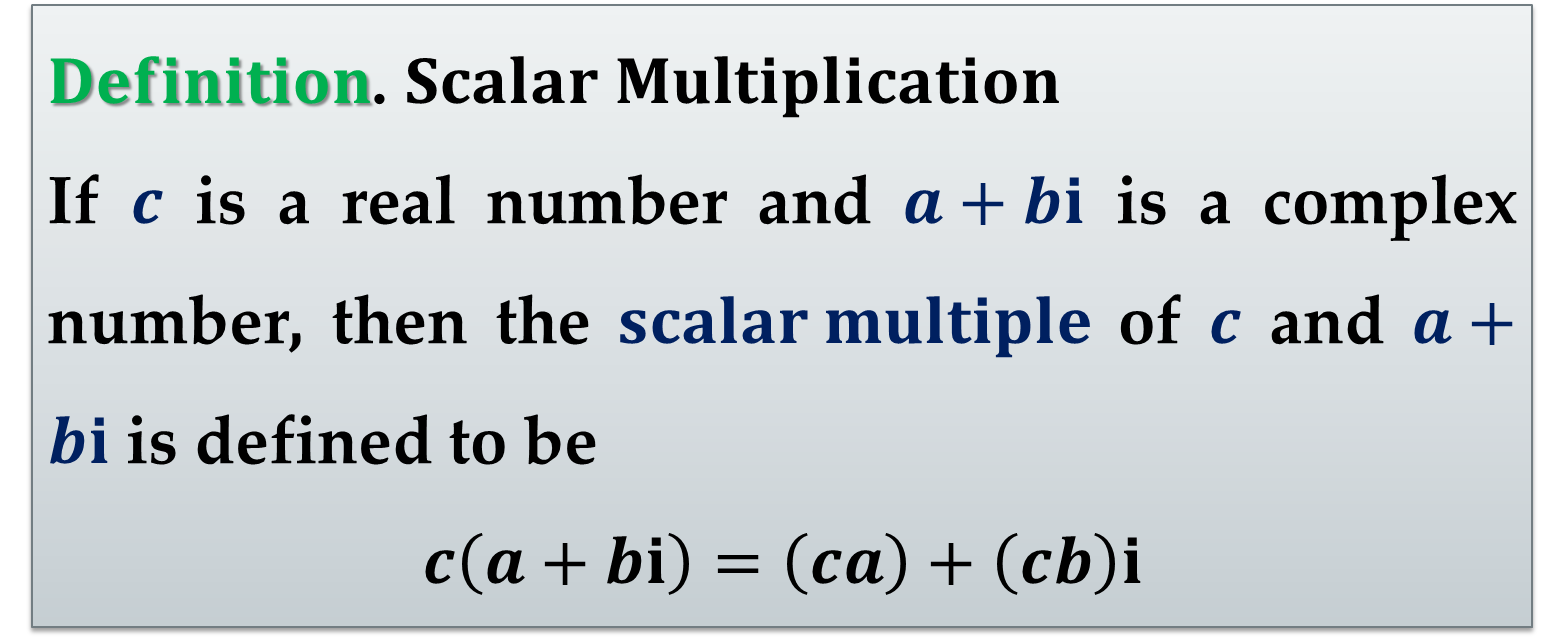 Definition. Scalar Multiplication
If c is a real number and a + bi is a complex
number, then the scalar multiple of c and a +
bi is defined to be
c(a + bi) = (ca) + (cb)i